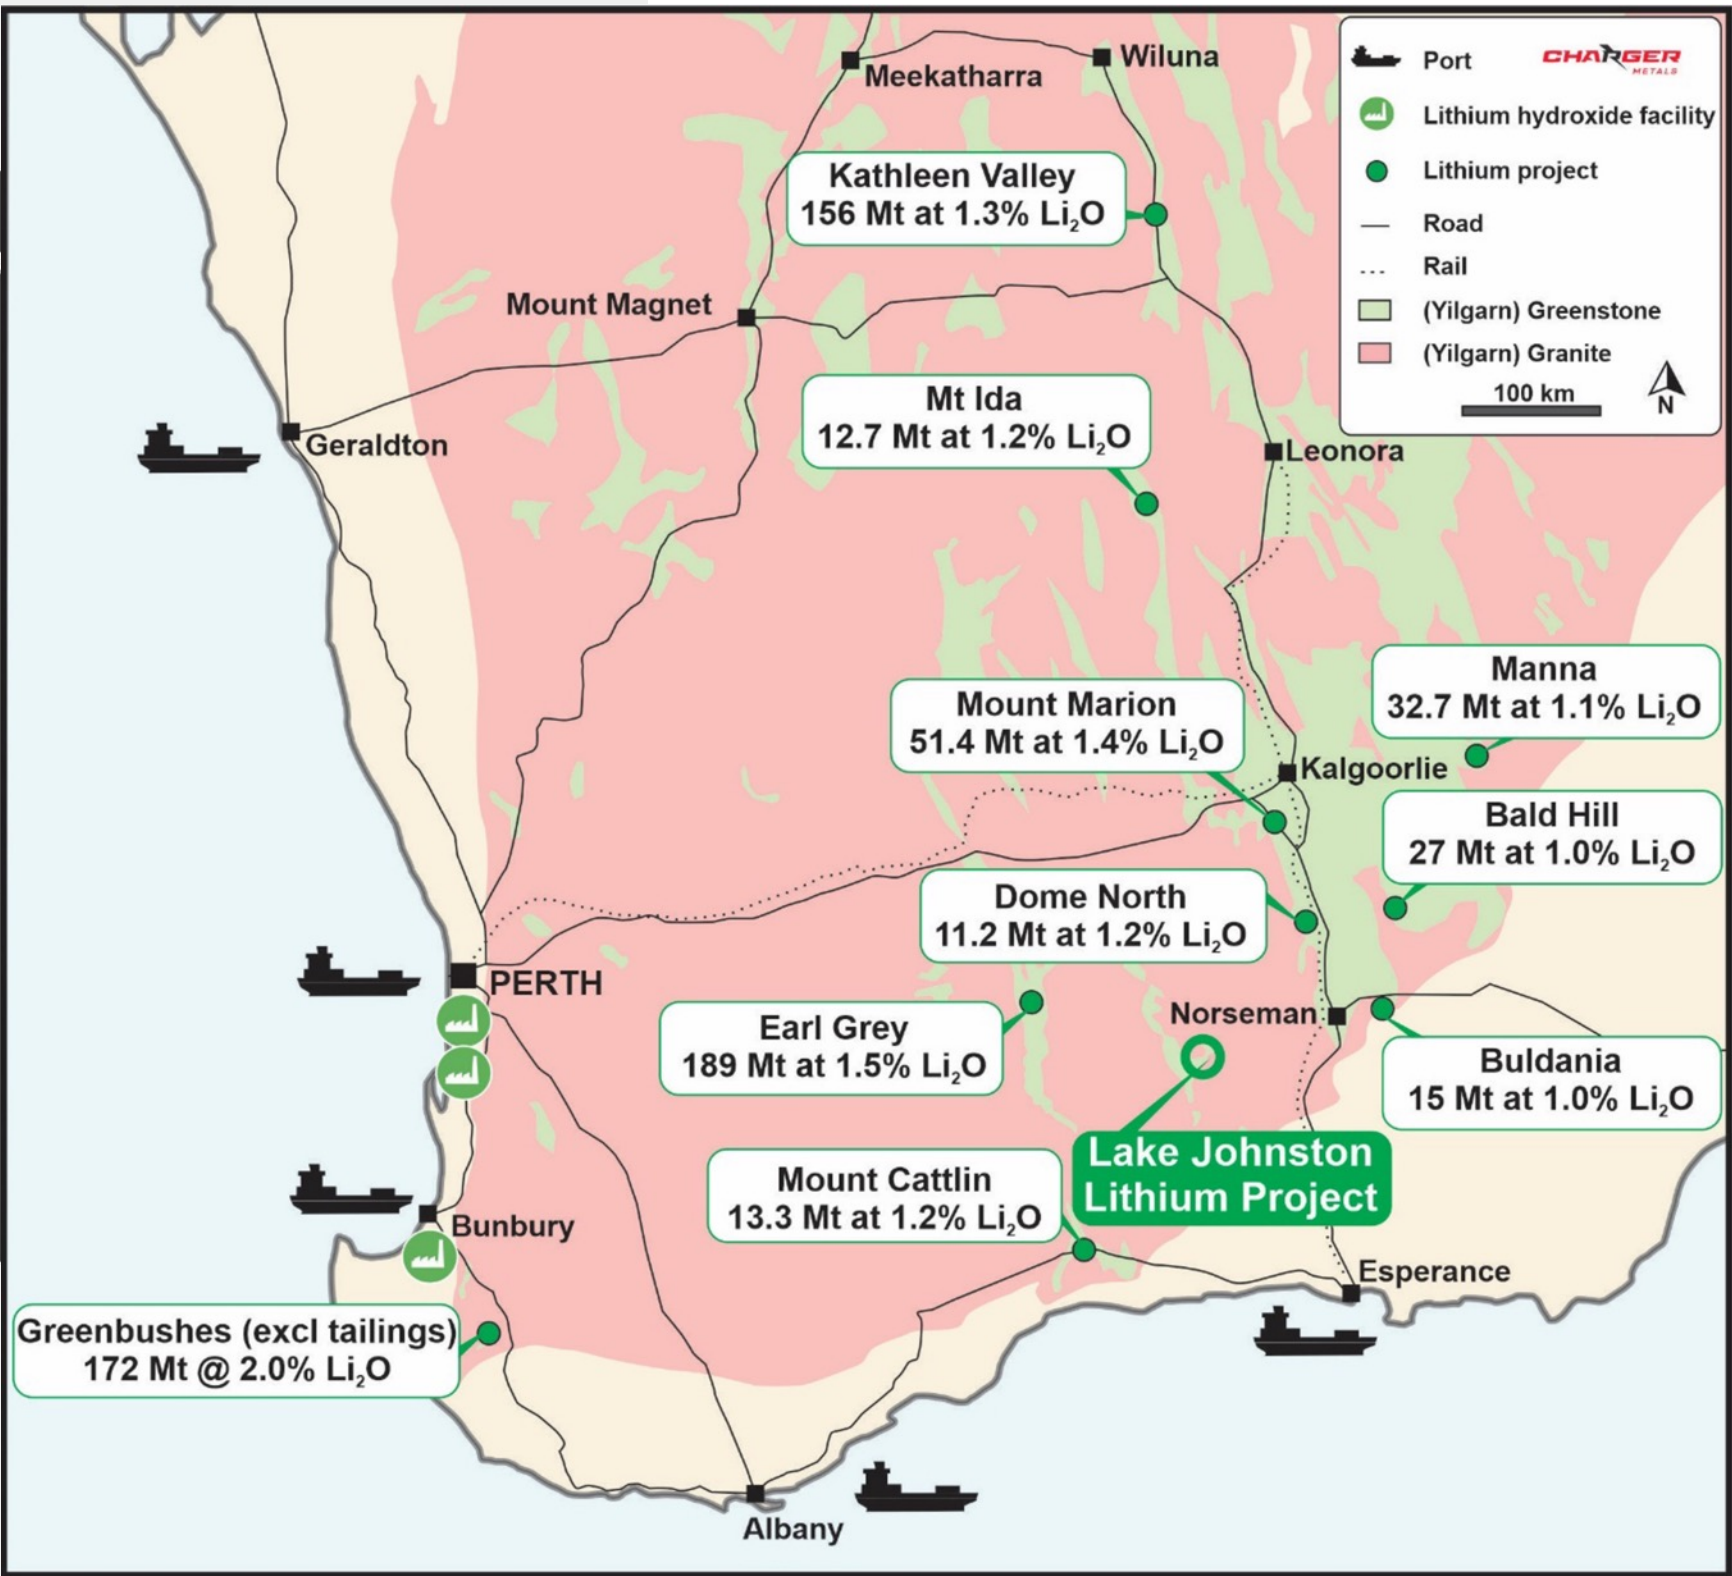 Meekatharra
Wiluna
Port
CHARGER
METALS
Lithium hydroxide facility
Lithium project
Road
Rail
(Yilgarn) Greenstone
(Yilgarn) Granite
100 km
N
Kathleen Valley
156 Mt at 1.3% Li₂O
Mount Magnet
Mt Ida
12.7 Mt at 1.2% Li₂O
Geraldton
Leonora
Manna
32.7 Mt at 1.1% Li₂O
Mount Marion
51.4 Mt at 1.4% Li₂O
Kalgoorlie
Bald Hill
27 Mt at 1.0% Li₂O
Dome North
11.2 Mt at 1.2% Li₂O
PERTH
Norseman
Earl Grey
189 Mt at 1.5% Li₂O
Buldania
15 Mt at 1.0% Li₂O
Lake Johnston
Lithium Project
Mount Cattlin
13.3 Mt at 1.2% Li₂O
Bunbury
Esperance
Greenbushes (excl tailings)
172 Mt @ 2.0% Li₂O
Albany